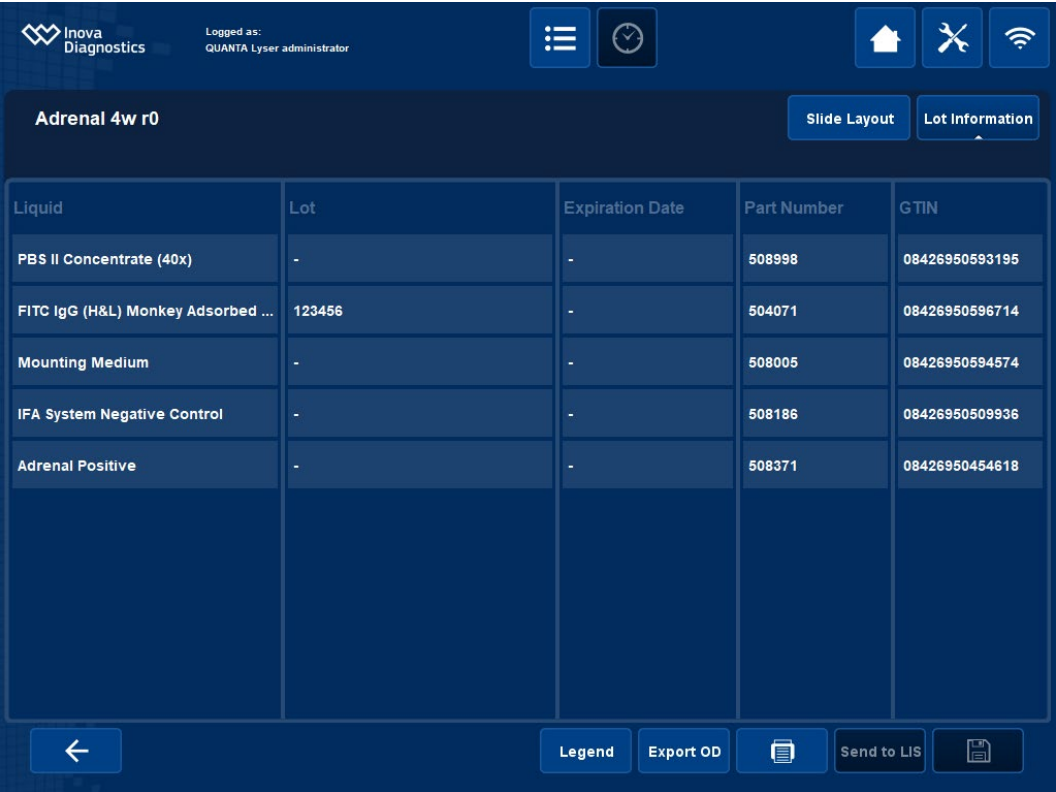 Inova
Diagnostics
Logged as:
QUANTA Lyser administrator
Adrenal 4w r0
Slide Layout
Lot Information
Liquid Lot Expiration Date Part Number GTIN
PBS II Concentrate (40x) - - 508998 08426950593195
FITC IgG (H&L) Monkey Adsorbed ... 123456 - 504071 08426950596714
Mounting Medium - - 508005 08426950594574
IFA System Negative Control - - 508186 08426950509936
Adrenal Positive - - 508371 08426950454618
Legend
Export OD
Send to LIS